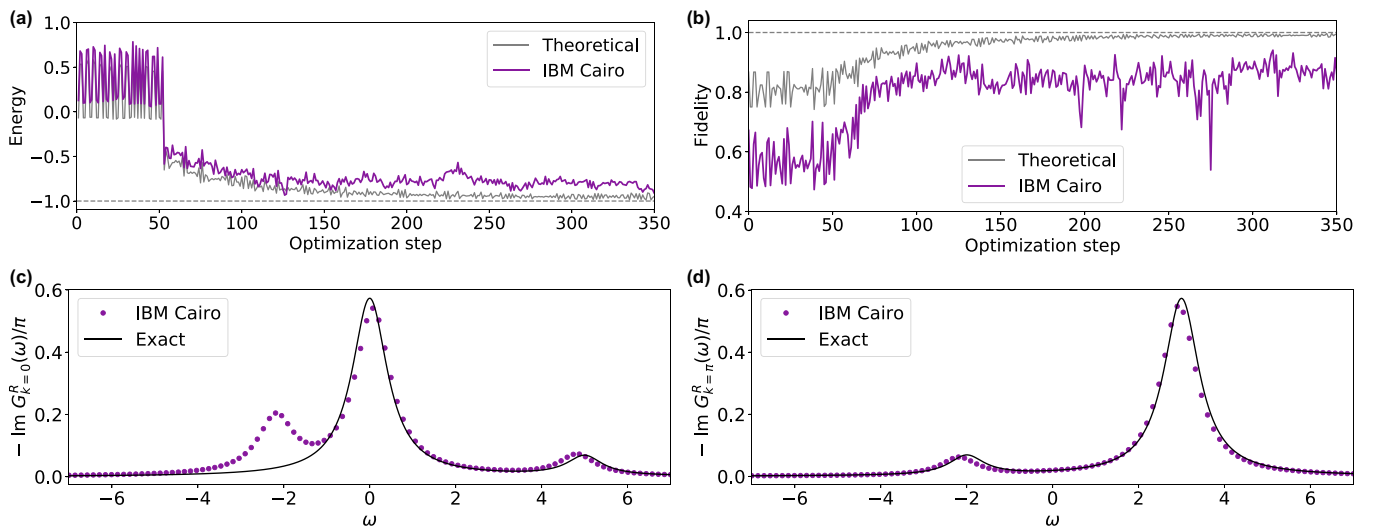 (a)
1.0
0.5
0.0
−0.5
−1.0
Energy
Theoretical
IBM Cairo
0 50 100 150 200 250 300 350
Optimization step
(b)
1.0
0.8
0.6
0.4
Fidelity
Theoretical
IBM Cairo
0 50 100 150 200 250 300 350
Optimization step
(c)
0.6
0.4
0.2
0.0
− Im G^R_{k=0}(ω)/π
IBM Cairo
Exact
−6 −4 −2 0 2 4 6
ω
(d)
0.6
0.4
0.2
0.0
− Im G^R_{k=π}(ω)/π
IBM Cairo
Exact
−6 −4 −2 0 2 4 6
ω